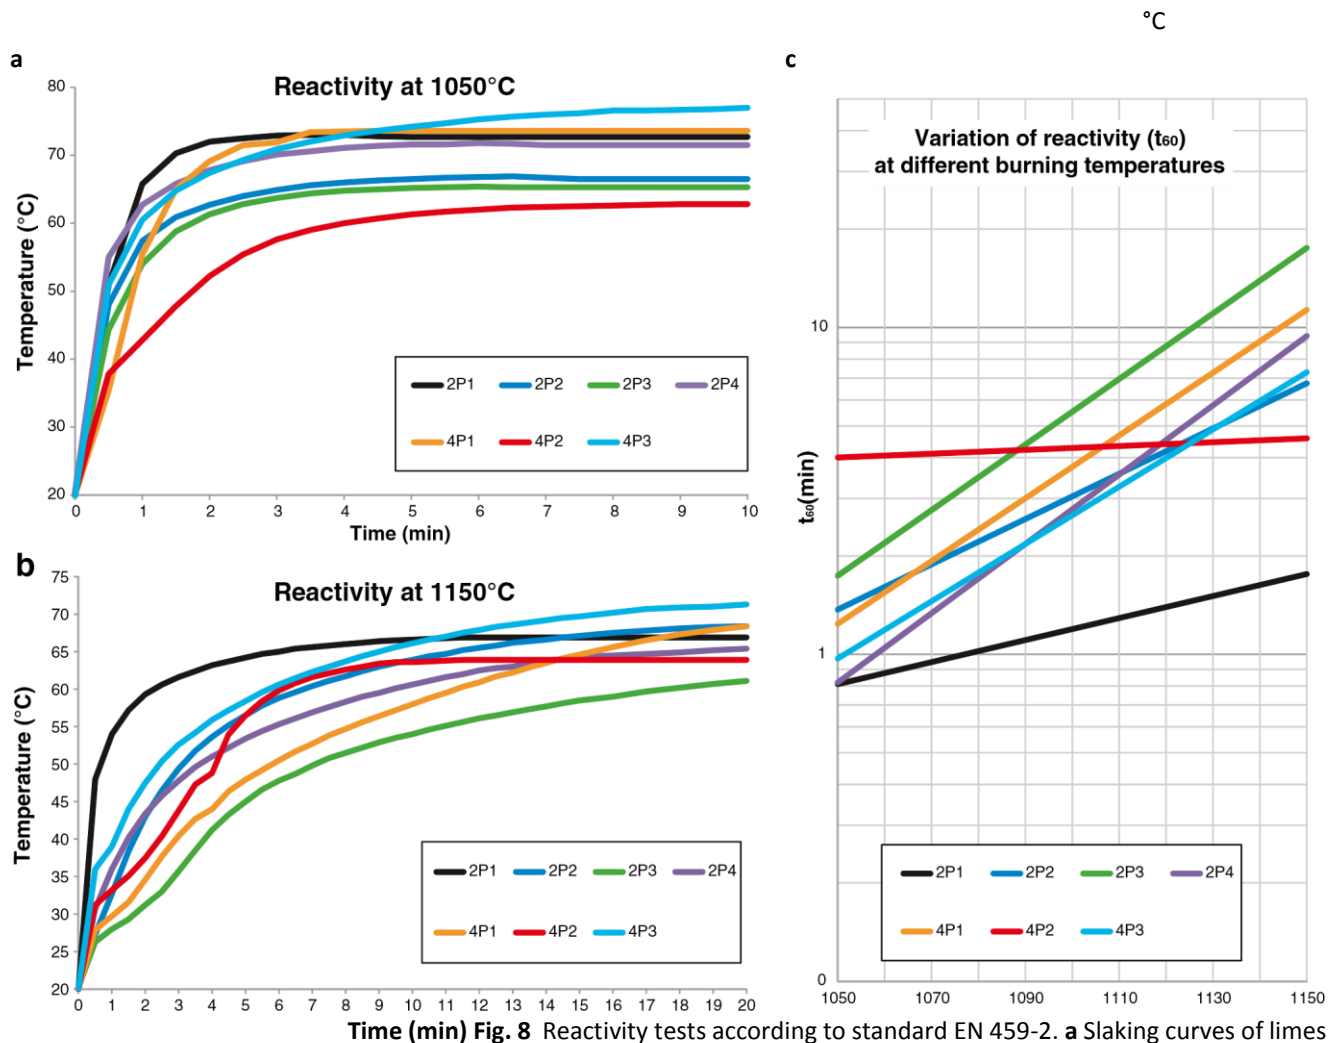 °C
a
Reactivity at 1050°C
80
70
60
50
40
30
20
Temperature (°C)
2P1 2P2 2P3 2P4
4P1 4P2 4P3
0 1 2 3 4 5 6 7 8 9 10
Time (min)
b
Reactivity at 1150°C
75
70
65
60
55
50
45
40
35
30
25
20
Temperature (°C)
2P1 2P2 2P3 2P4
4P1 4P2 4P3
0 1 2 3 4 5 6 7 8 9 10 11 12 13 14 15 16 17 18 19 20
c
Variation of reactivity (t60)
at different burning temperatures
10
1
0
t60(min)
2P1 2P2 2P3 2P4
4P1 4P2 4P3
1050 1070 1090 1110 1130 1150
Time (min) Fig. 8 Reactivity tests according to standard EN 459-2. a Slaking curves of limes